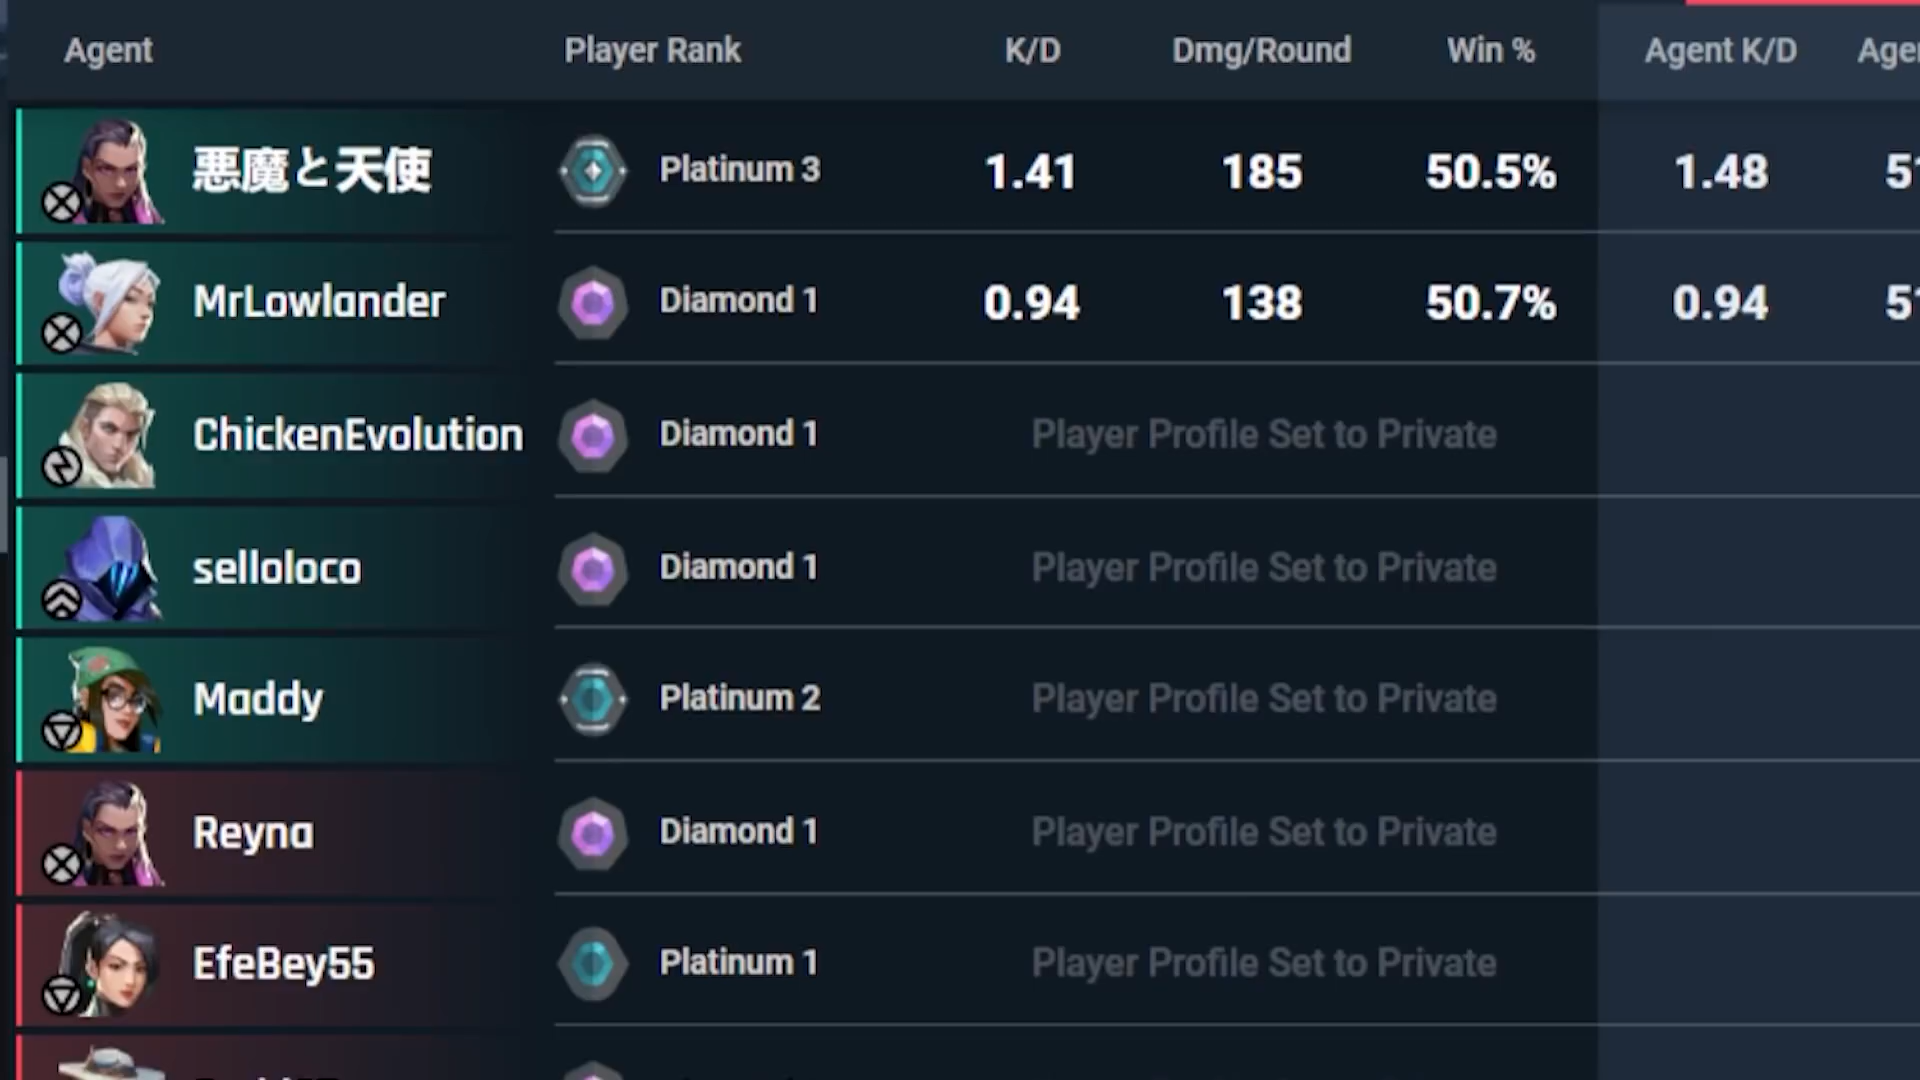 Agent Player Rank K/D Dmg/Round Win % Agent K/D
悪魔と天使 Platinum 3 1.41 185 50.5% 1.48
MrLowlander Diamond 1 0.94 138 50.7% 0.94
ChickenEvolution Diamond 1 Player Profile Set to Private
selloloco Diamond 1 Player Profile Set to Private
Maddy Platinum 2 Player Profile Set to Private
Reyna Diamond 1 Player Profile Set to Private
EfeBey55 Platinum 1 Player Profile Set to Private